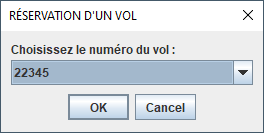 RÉSERVATION D'UN VOL
Choisissez le numéro du vol :
22345
OK Cancel